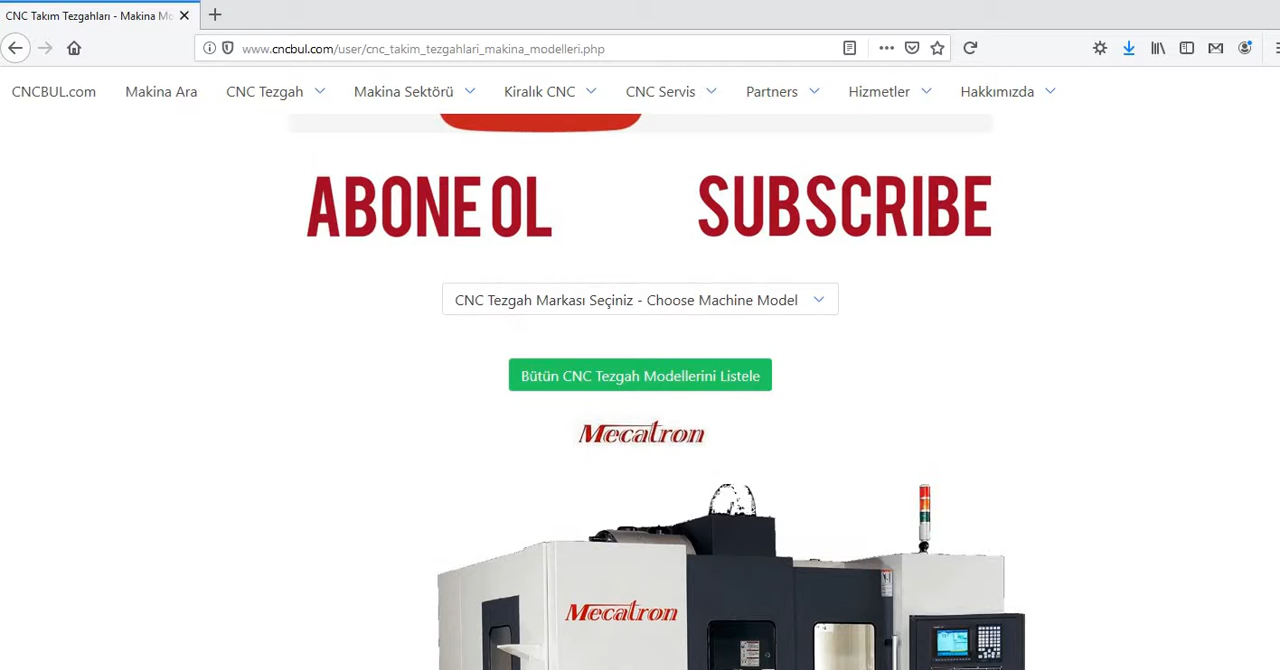 CNC Takım Tezgahları - Makina Mo
www.cncbul.com/user/cnc_takim_tezgahlari_makina_modelleri.php
CNCBUL.com Makina Ara CNC Tezgah Makina Sektörü Kiralık CNC CNC Servis Partners Hizmetler Hakkımızda
ABONE OL SUBSCRIBE
CNC Tezgah Markası Seçiniz - Choose Machine Model
Bütün CNC Tezgah Modellerini Listele
Mecatron
Mecatron